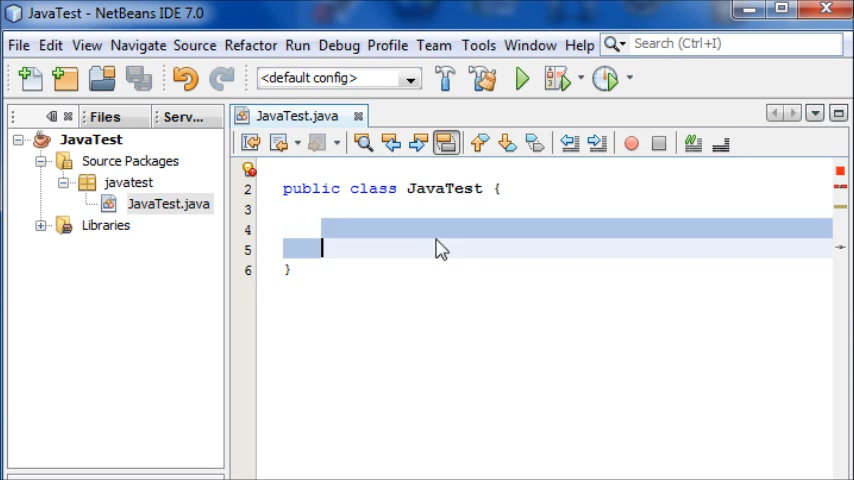 JavaTest - NetBeans IDE 7.0
File Edit View Navigate Source Refactor Run Debug Profile Team Tools Window Help Search (Ctrl+I)
<default config>
Files Serv... JavaTest.java
JavaTest
Source Packages
javatest
JavaTest.java
Libraries
2 public class JavaTest {
3
4
5
6 }